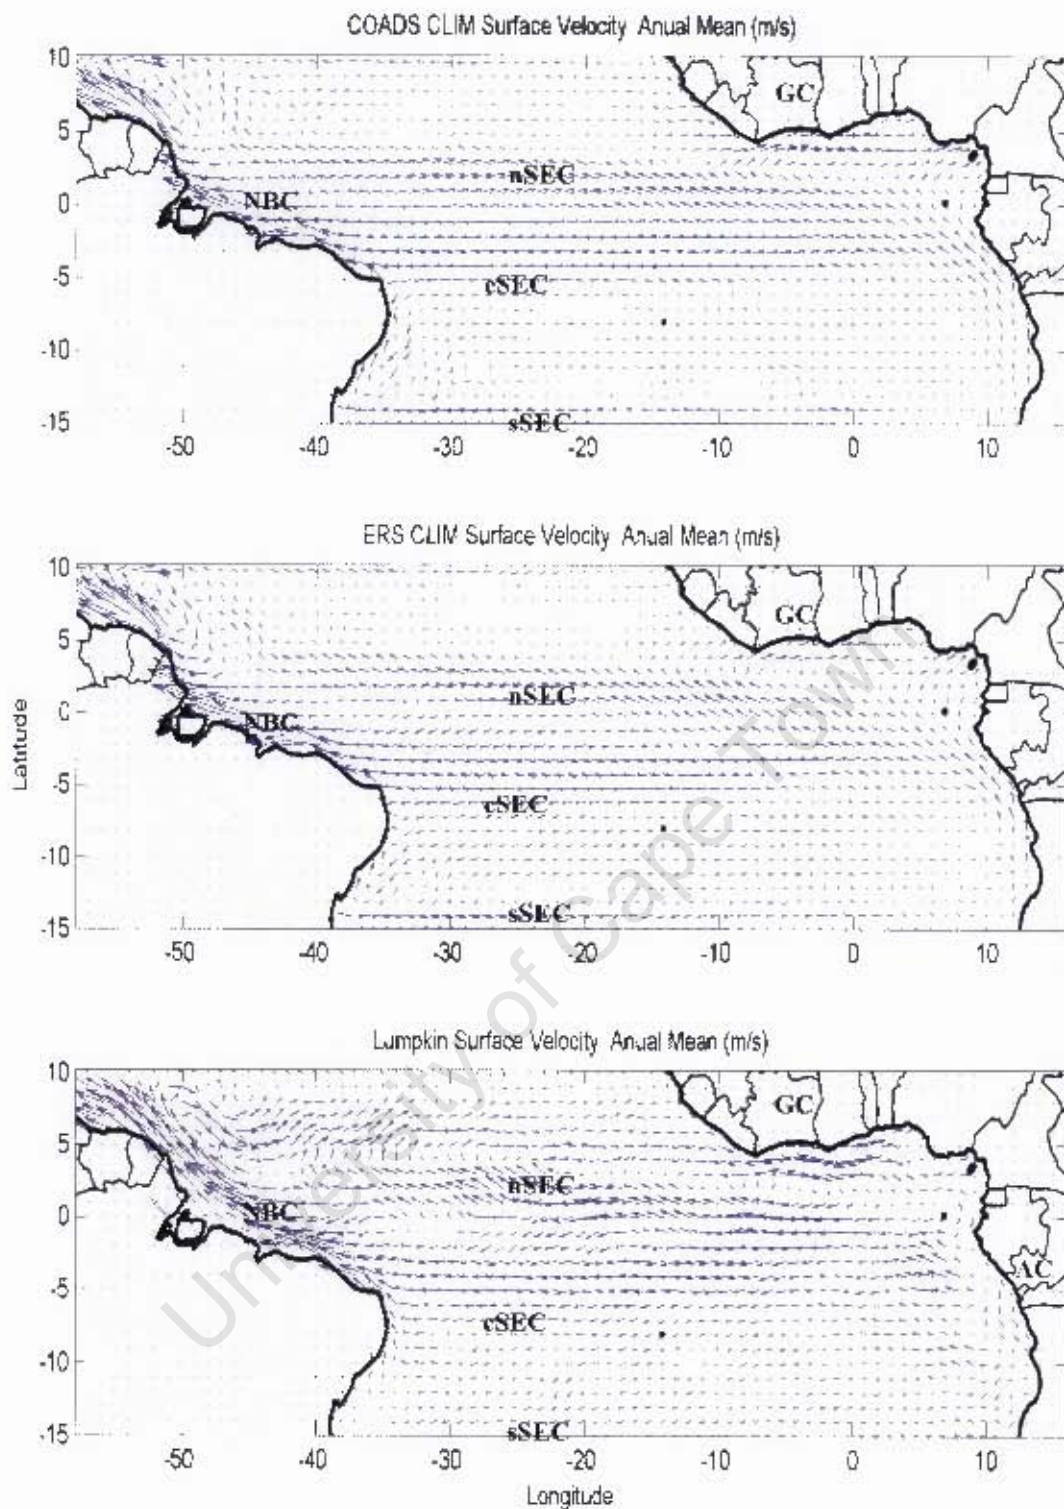 COADS CLIM Surface Velocity Anual Mean (m/s)
10
5
0
-5
-10
-15
GC
nSEC
NBC
cSEC
sSEC
-50 -40 -30 -20 -10 0 10
ERS CLIM Surface Velocity Anual Mean (m/s)
Latitude
10
5
0
-5
-10
-15
GC
nSEC
NBC
cSEC
sSEC
-50 -40 -30 -20 -10 0 10
Lumpkin Surface Velocity Anual Mean (m/s)
10
5
0
-5
-10
-15
GC
nSEC
NBC
AC
cSEC
sSEC
-50 -40 -30 -20 -10 0 10
Longitude
University of Cape Town